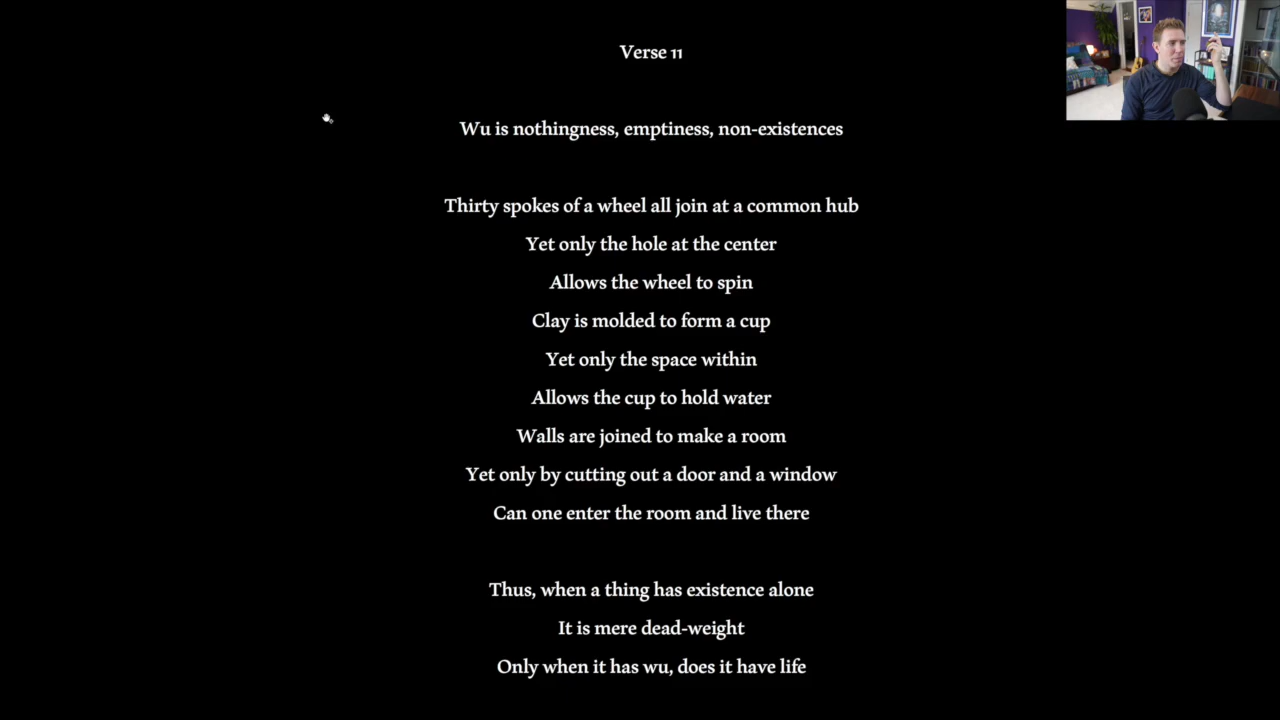 Verse 11
Wu is nothingness, emptiness, non-existences
Thirty spokes of a wheel all join at a common hub
Yet only the hole at the center
Allows the wheel to spin
Clay is molded to form a cup
Yet only the space within
Allows the cup to hold water
Walls are joined to make a room
Yet only by cutting out a door and a window
Can one enter the room and live there
Thus, when a thing has existence alone
It is mere dead-weight
Only when it has wu, does it have life